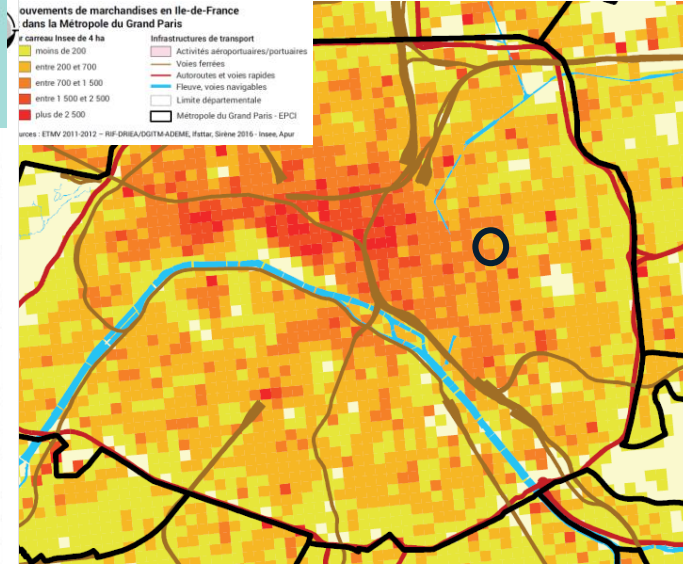 ouvements de marchandises en Ile-de-France
dans la Métropole du Grand Paris
r carreau Insee de 4 ha
moins de 200
entre 200 et 700
entre 700 et 1 500
entre 1 500 et 2 500
plus de 2 500
Infrastructures de transport
Activités aéroportuaires/portuaires
Voies ferrées
Autoroutes et voies rapides
Fleuve, voies navigables
Limite départementale
Métropole du Grand Paris - EPCI
urces : ETMV 2011-2012 – RIF-DRIEA/DGITM-ADEME, Ifsttar, Sirène 2016 - Insee, Apur